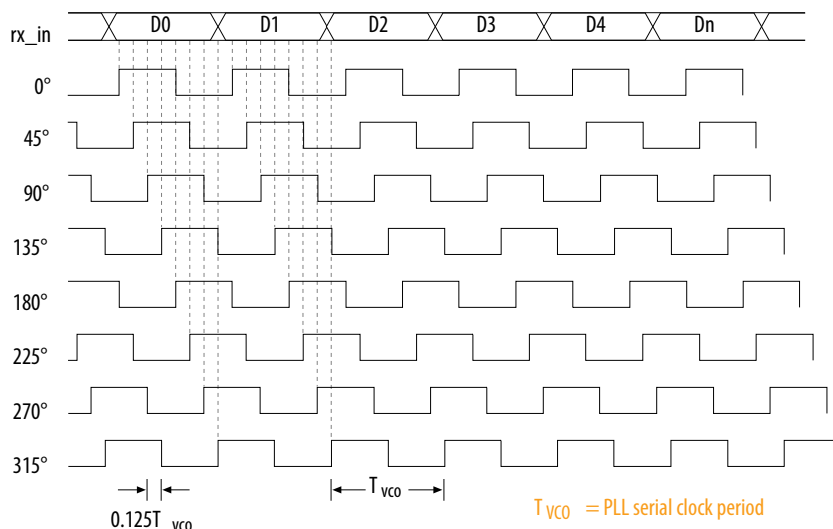 rx_in D0 D1 D2 D3 D4 Dn
0°
45°
90°
135°
180°
225°
270°
315°
T VCO
0.125T VCO
T VCO = PLL serial clock period